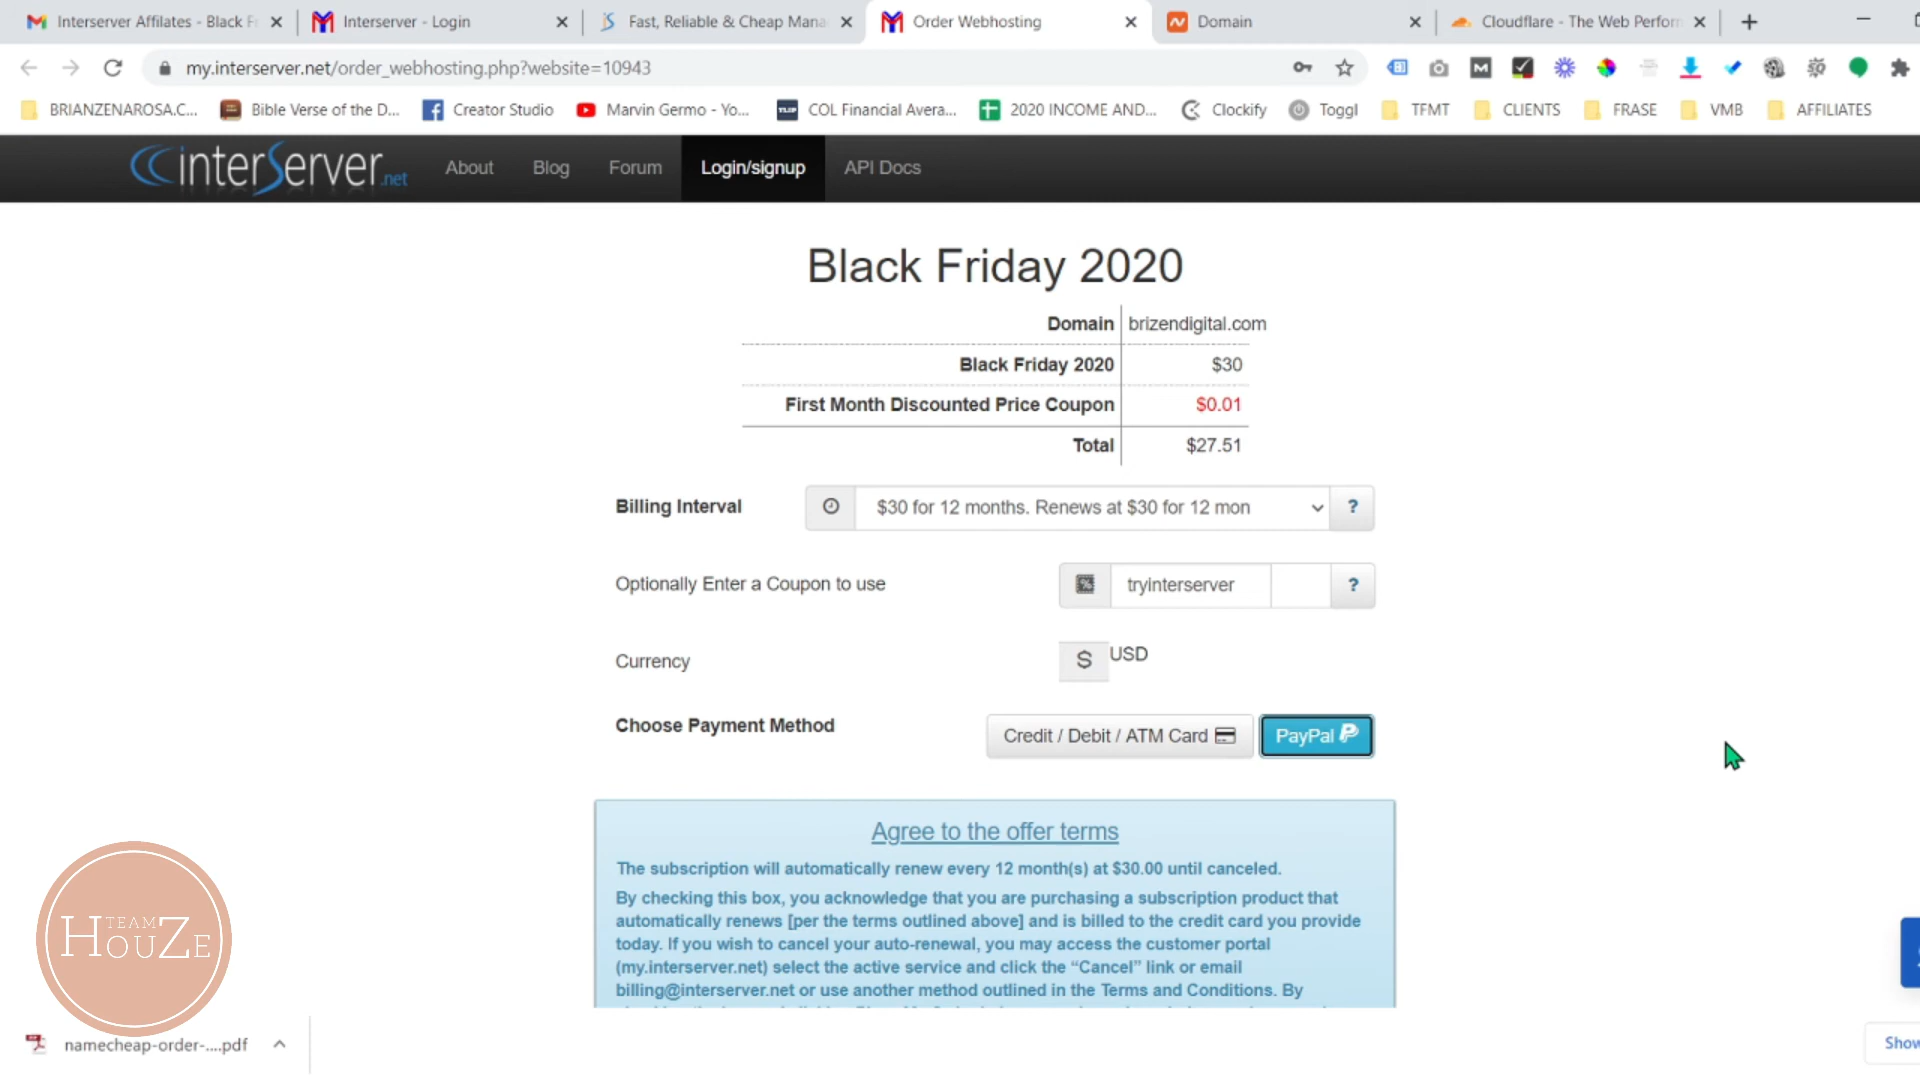 Interserver Affilates - Black F
Interserver - Login
Fast, Reliable & Cheap Mana
Order Webhosting
Domain
Cloudflare - The Web Perfor
my.interserver.net/order_webhosting.php?website=10943
BRIANZENAROSA.C...
Bible Verse of the D...
Creator Studio
Marvin Germo - Yo...
COL Financial Avera...
2020 INCOME AND...
Clockify
Toggl
TFMT
CLIENTS
FRASE
VMB
AFFILIATES
interServer.net
About
Blog
Forum
Login/signup
API Docs
Black Friday 2020
Domain brizendigital.com
Black Friday 2020 $30
First Month Discounted Price Coupon $0.01
Total $27.51
Billing Interval $30 for 12 months. Renews at $30 for 12 mon ?
Optionally Enter a Coupon to use tryinterserver ?
Currency $ USD
Choose Payment Method Credit / Debit / ATM Card PayPal
Agree to the offer terms
The subscription will automatically renew every 12 month(s) at $30.00 until canceled.
By checking this box, you acknowledge that you are purchasing a subscription product that
automatically renews [per the terms outlined above] and is billed to the credit card you provide
today. If you wish to cancel your auto-renewal, you may access the customer portal
(my.interserver.net) select the active service and click the “Cancel” link or email
billing@interserver.net or use another method outlined in the Terms and Conditions. By
TEAM
HOUZE
namecheap-order-....pdf
Show